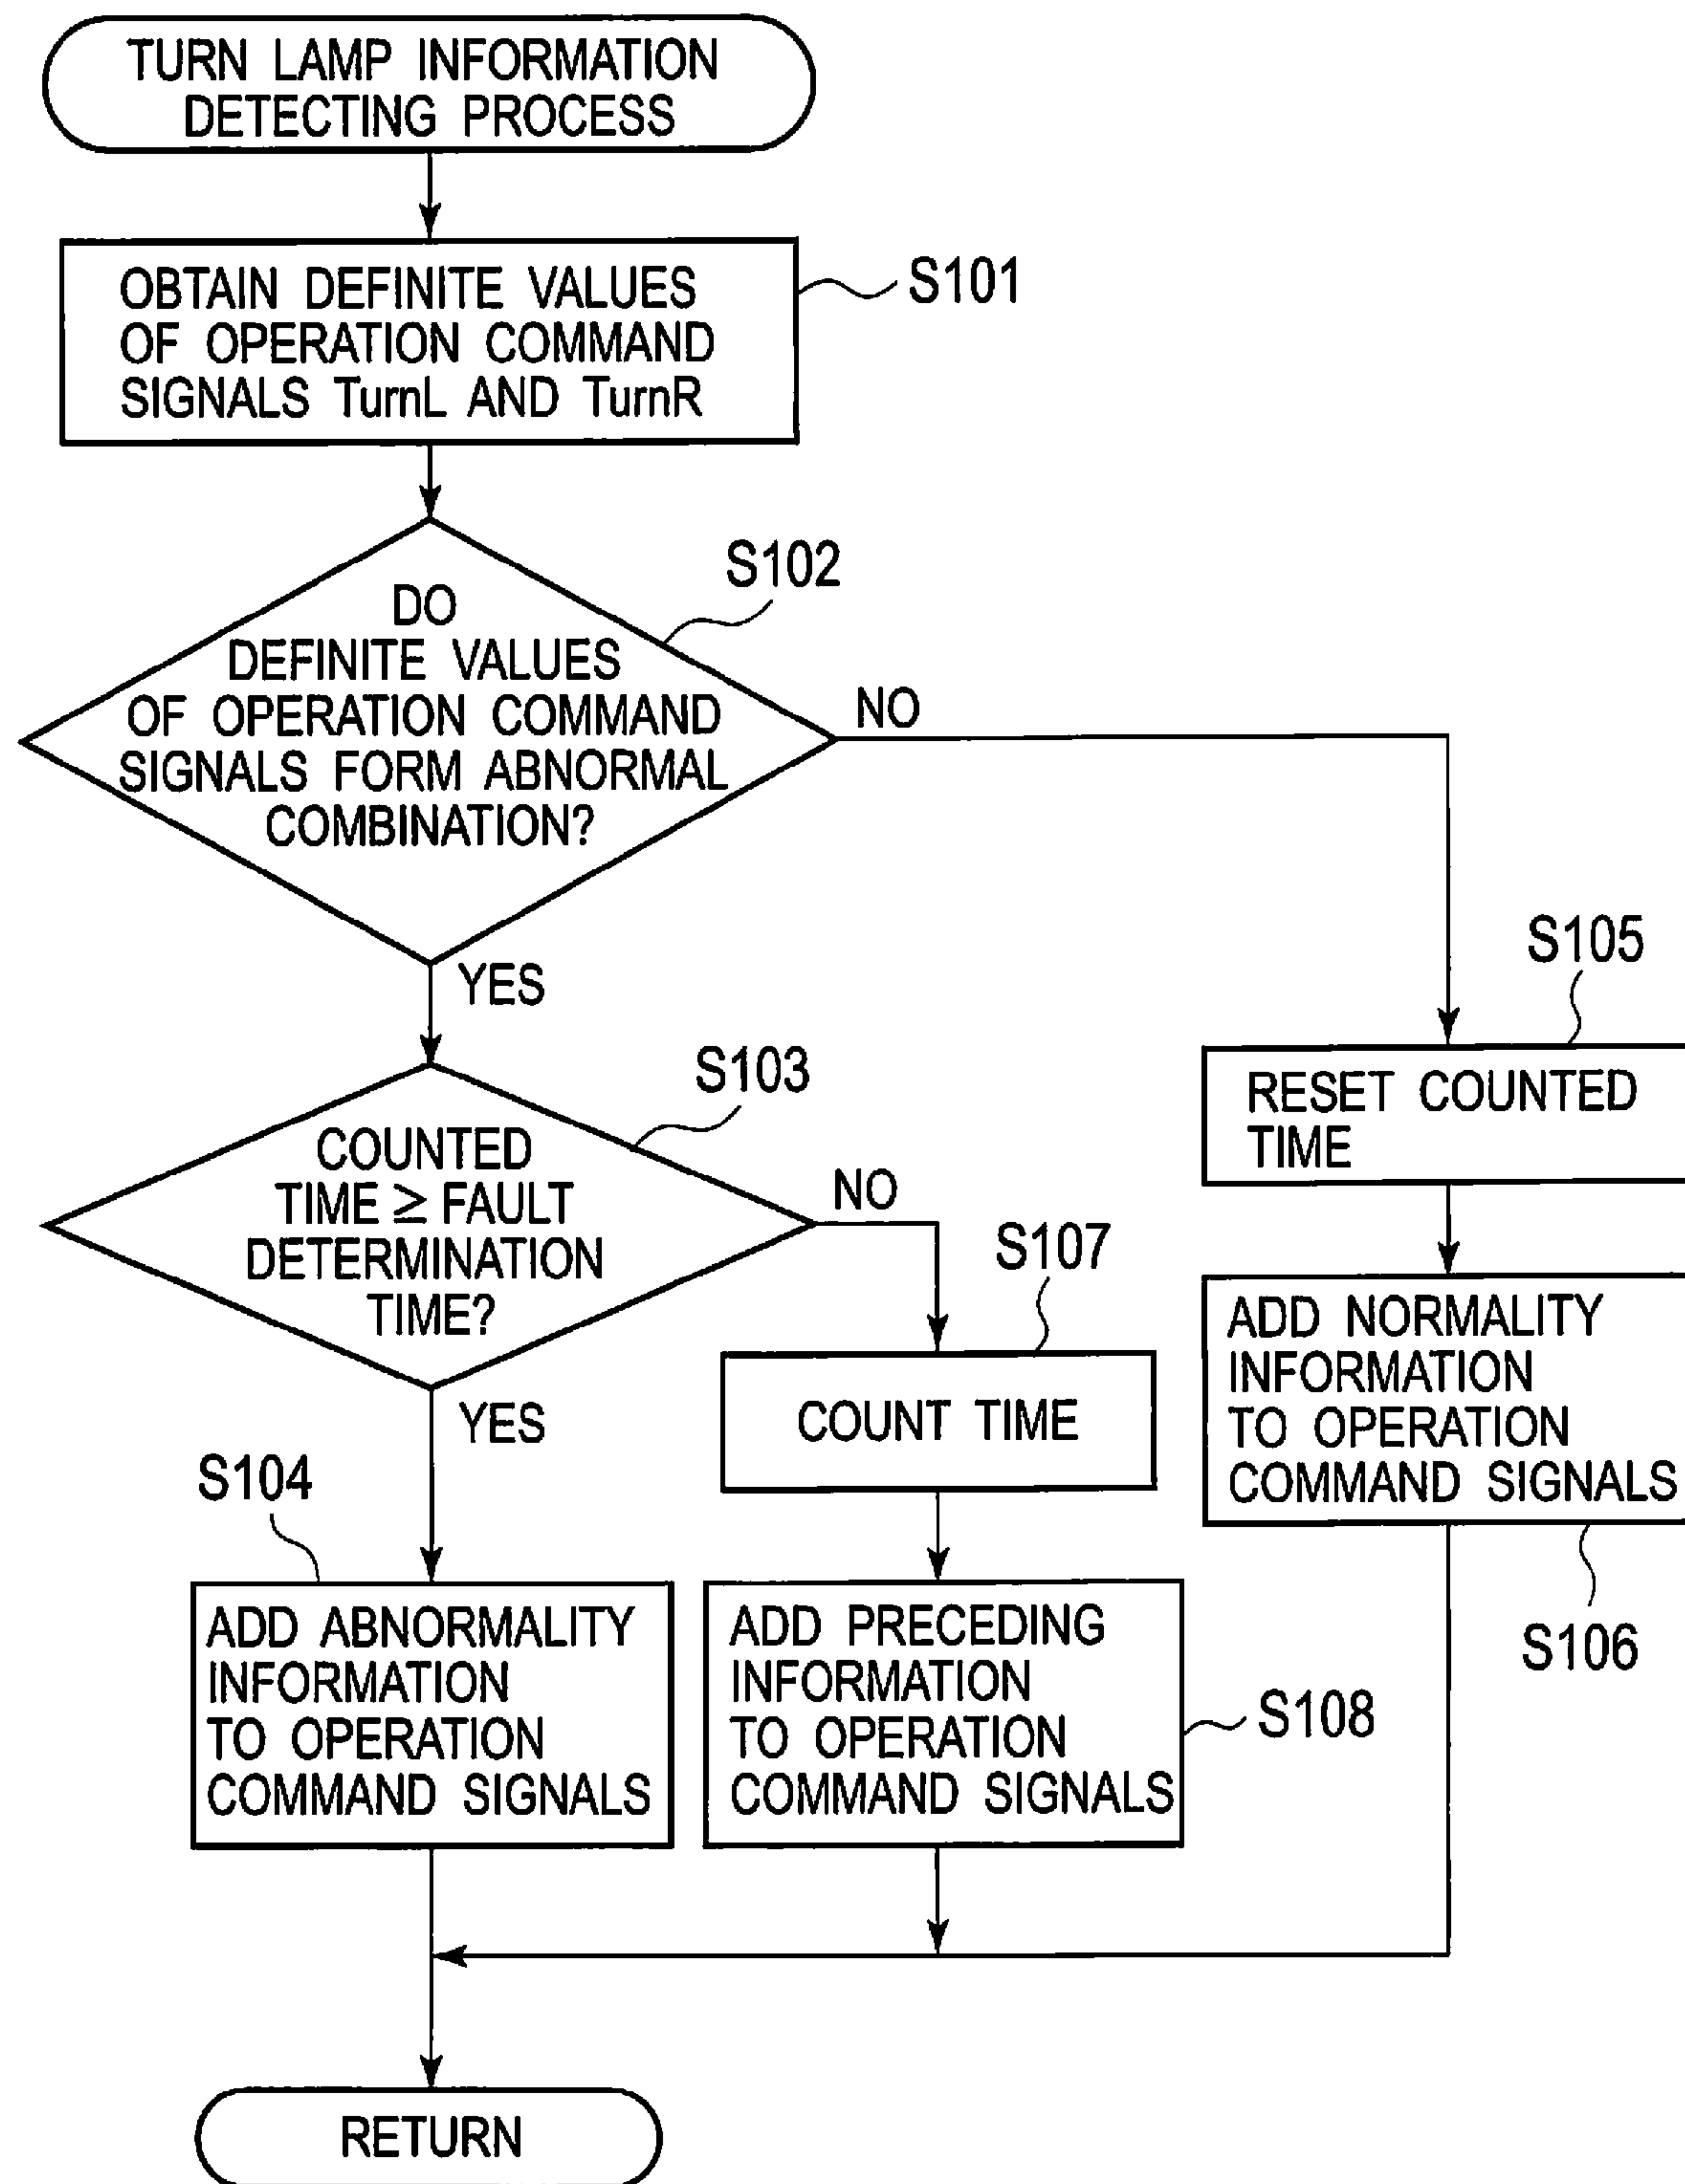 TURN LAMP INFORMATION
DETECTING PROCESS
OBTAIN DEFINITE VALUES
OF OPERATION COMMAND
SIGNALS TurnL AND TurnR
S101
DO
DEFINITE VALUES
OF OPERATION COMMAND
SIGNALS FORM ABNORMAL
COMBINATION?
S102
NO
YES
COUNTED
TIME ≥ FAULT
DETERMINATION
TIME?
S103
NO
YES
S105
RESET COUNTED
TIME
S107
COUNT TIME
ADD NORMALITY
INFORMATION
TO OPERATION
COMMAND SIGNALS
S106
S104
ADD ABNORMALITY
INFORMATION
TO OPERATION
COMMAND SIGNALS
ADD PRECEDING
INFORMATION
TO OPERATION
COMMAND SIGNALS
S108
RETURN